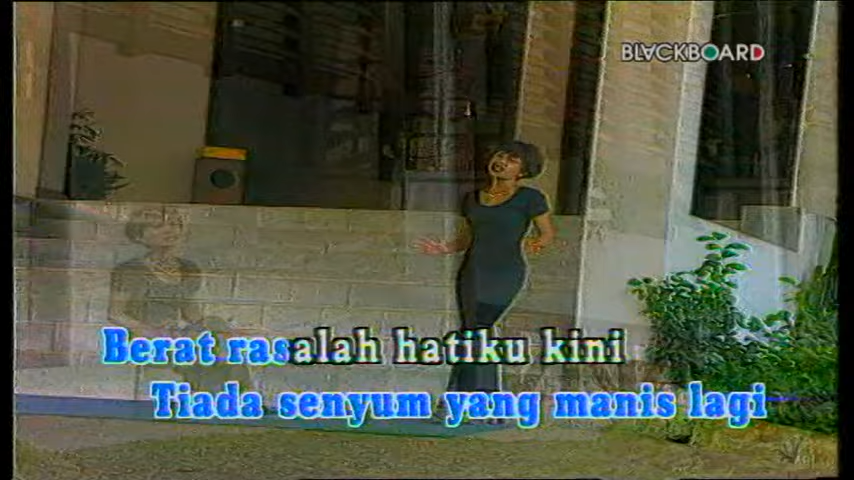 BLACKBOARD
Berat rasalah hatiku kini
Tiada senyum yang manis lagi